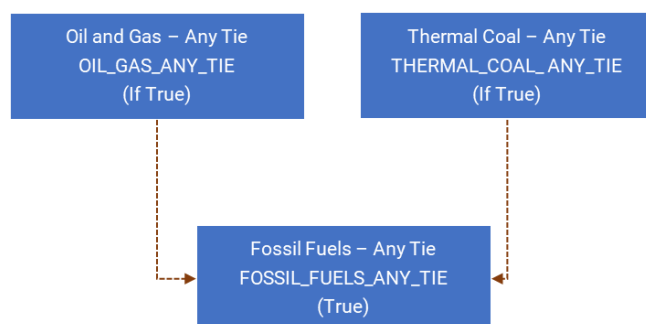 Oil and Gas – Any Tie
OIL_GAS_ANY_TIE
(If True)
Thermal Coal – Any Tie
THERMAL_COAL_ ANY_TIE
(If True)
Fossil Fuels – Any Tie
FOSSIL_FUELS_ANY_TIE
(True)